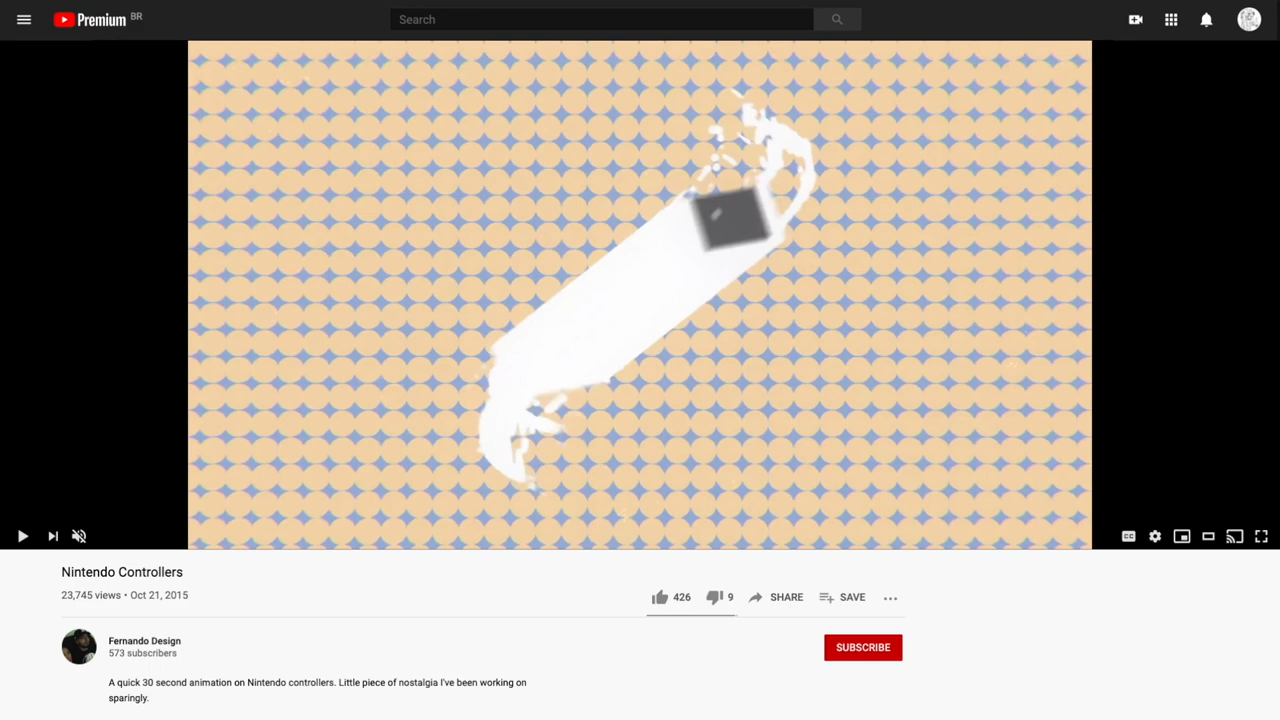 Premium BR
Search
CC
Nintendo Controllers
23,745 views • Oct 21, 2015
426 9 SHARE SAVE
Fernando Design
573 subscribers
SUBSCRIBE
A quick 30 second animation on Nintendo controllers. Little piece of nostalgia I've been working on
sparingly.